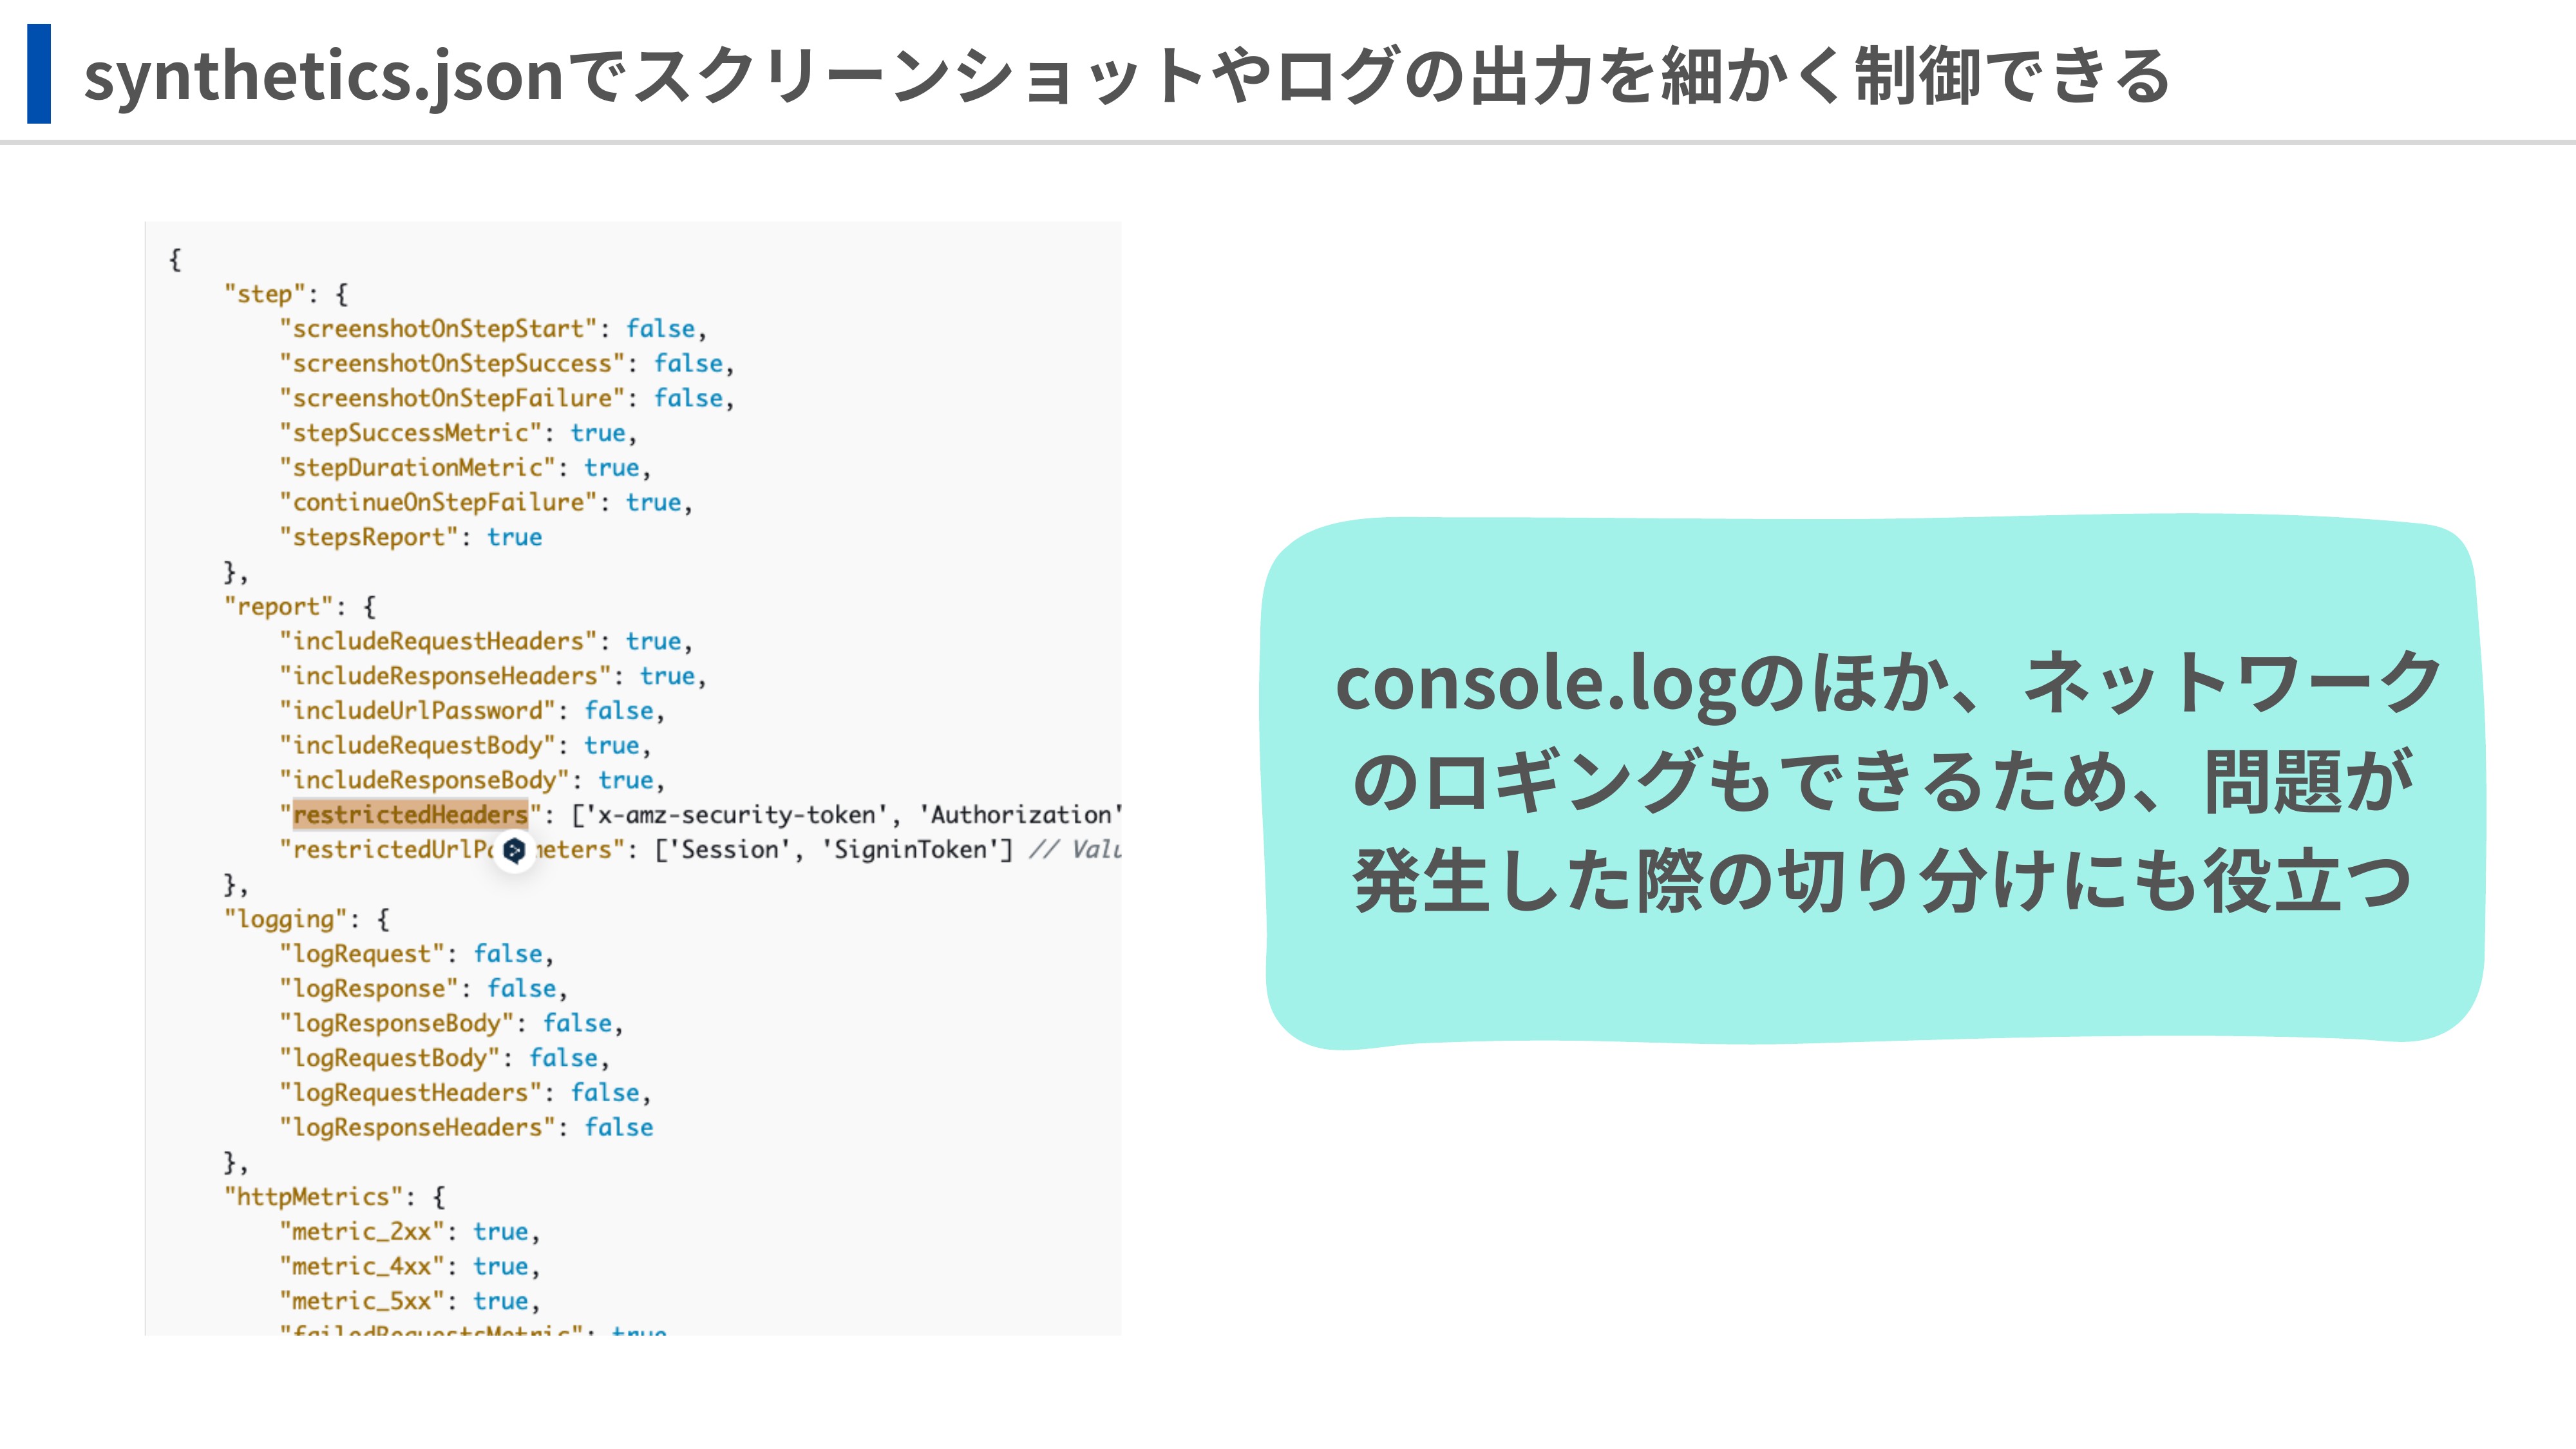 synthetics.jsonでスクリーンショットやログの出力を細かく制御できる
{
"step": {
"screenshotOnStepStart": false,
"screenshotOnStepSuccess": false,
"screenshotOnStepFailure": false,
"stepSuccessMetric": true,
"stepDurationMetric": true,
"continueOnStepFailure": true,
"stepsReport": true
},
"report": {
"includeRequestHeaders": true,
"includeResponseHeaders": true,
"includeUrlPassword": false,
"includeRequestBody": true,
"includeResponseBody": true,
"restrictedHeaders": ['x-amz-security-token', 'Authorization'
meters": ['Session', 'SigninToken'] //
},
"logging": {
"logRequest": false,
"logResponse": false,
"logResponseBody": false,
"logRequestBody": false,
"logRequestHeaders": false,
"logResponseHeaders": false
},
"httpMetrics": {
"metric_2xx": true,
"metric_4xx": true,
"metric_5xx": true,
"failedRequestsMetric": true
console.logのほか、ネットワーク
のロギングもできるため、問題が
発生した際の切り分けにも役立つ